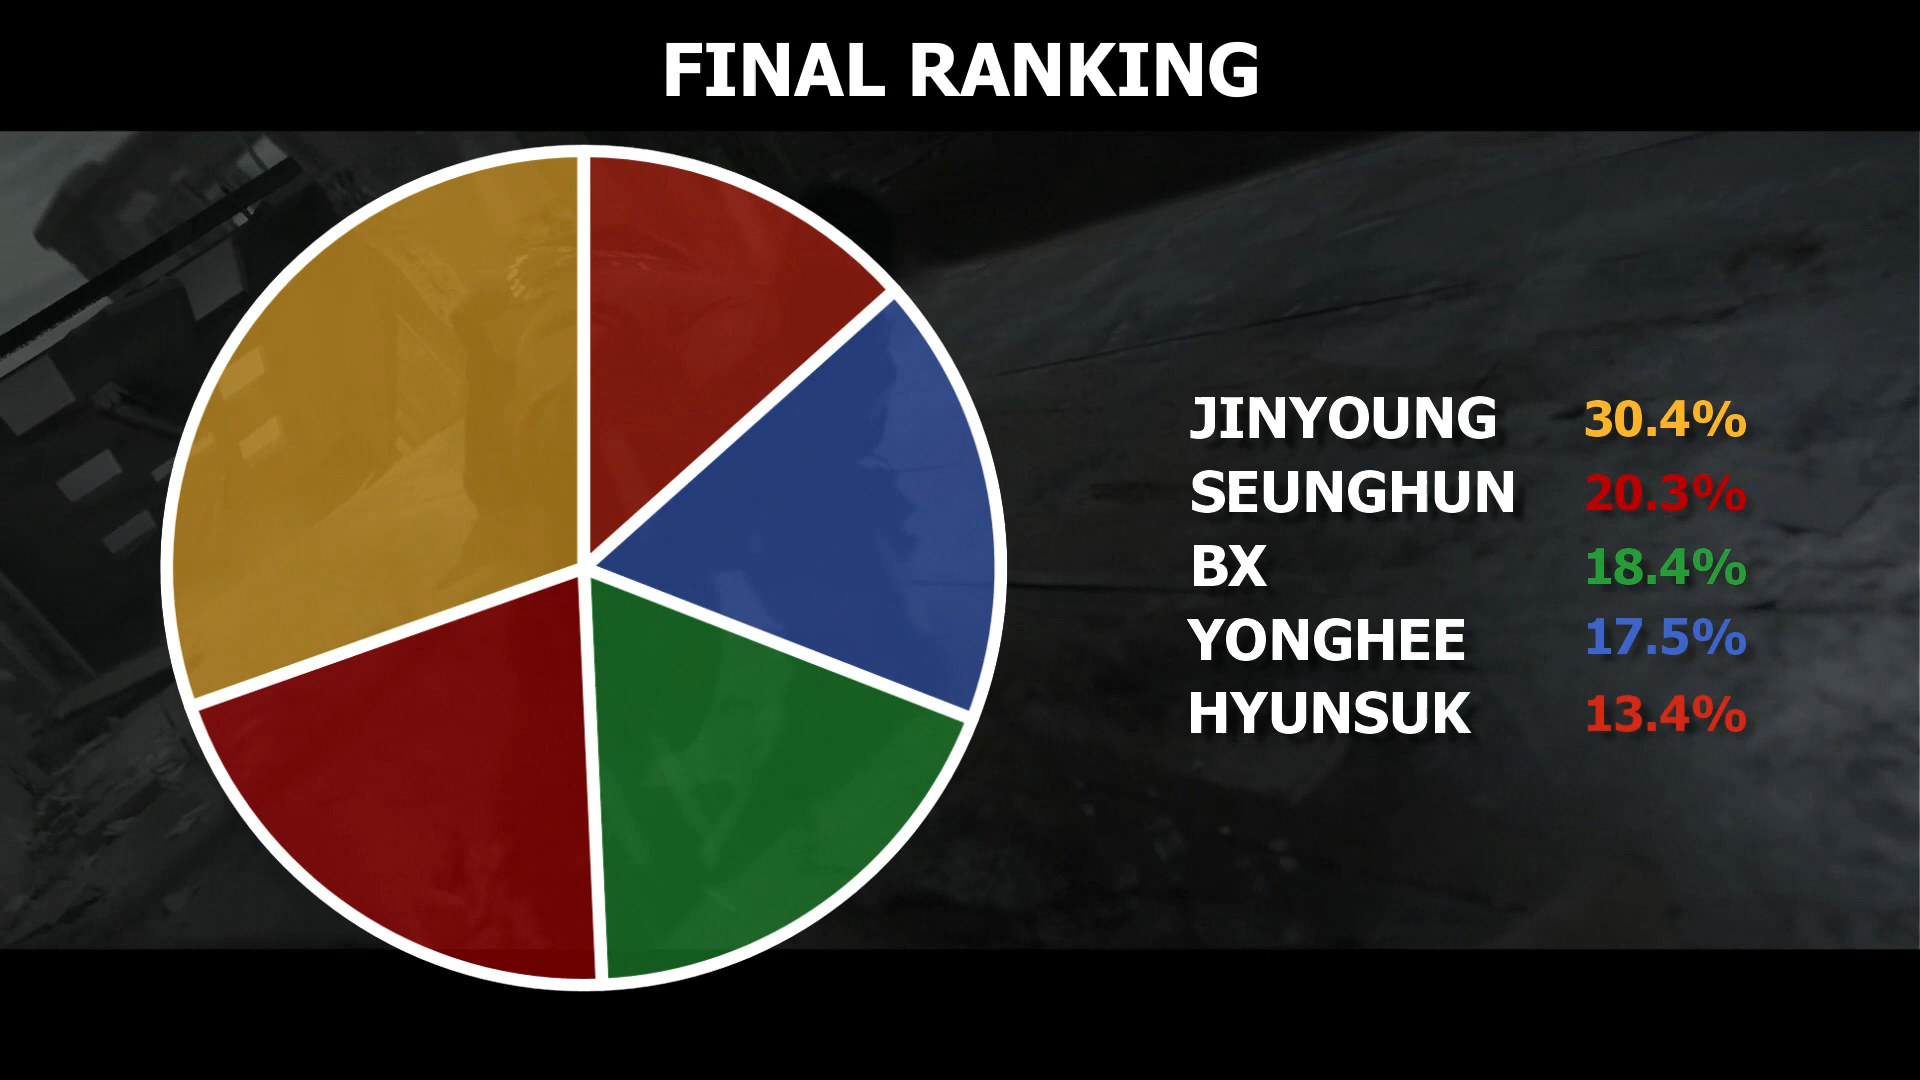 FINAL RANKING
JINYOUNG 30.4%
SEUNGHUN 20.3%
BX 18.4%
YONGHEE 17.5%
HYUNSUK 13.4%